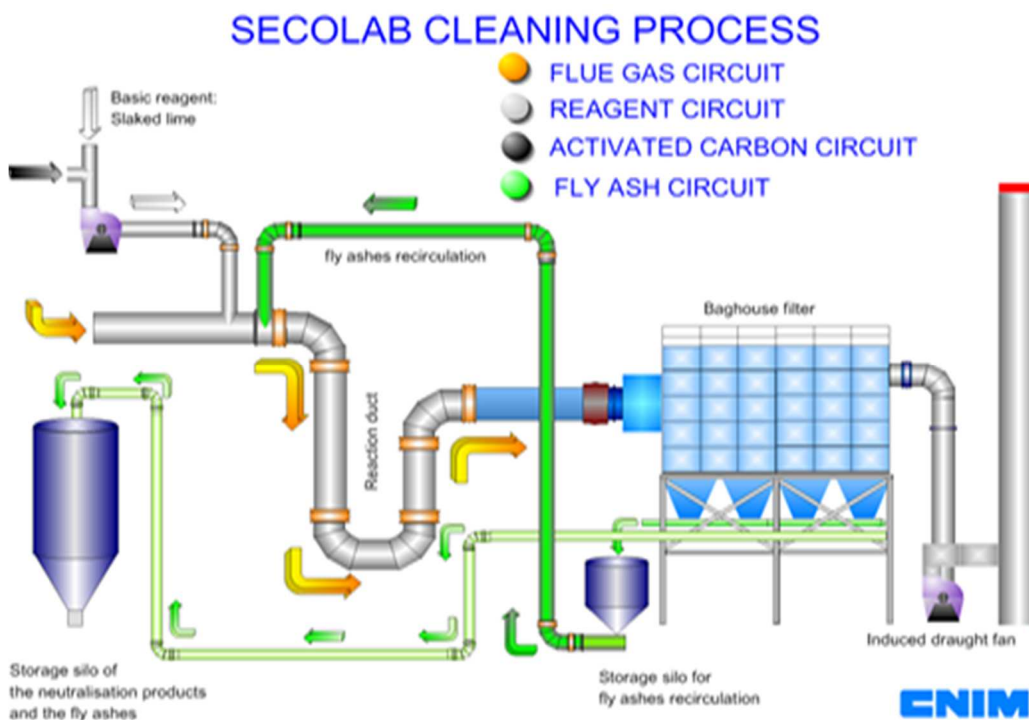 SECOLAB CLEANING PROCESS
FLUE GAS CIRCUIT
REAGENT CIRCUIT
ACTIVATED CARBON CIRCUIT
FLY ASH CIRCUIT
Basic reagent:
Slaked lime
fly ashes recirculation
Baghouse filter
Reaction duct
Induced draught fan
Storage silo of
the neutralisation products
and the fly ashes
Storage silo for
fly ashes recirculation
CNIM